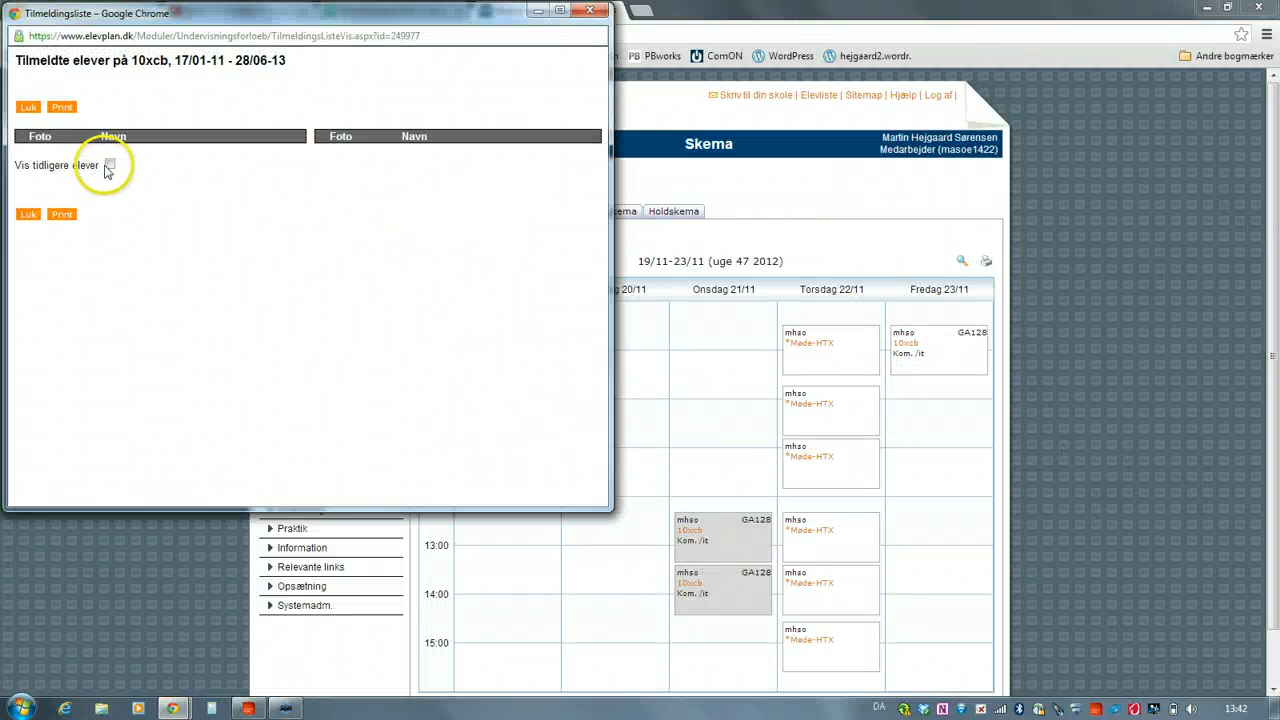 Tilmeldingsliste – Google Chrome
https://www.elevplan.dk/Moduler/Undervisningsforloeb/TilmeldingsListeVis.aspx?id=249977
Tilmeldte elever på 10xcb, 17/01-11 - 28/06-13
Luk Print
Foto Navn Foto Navn
Vis tidligere elever
Luk Print
PBworks ComON WordPress hejgaard2.wordr. Andre bogmærker
Skriv til din skole | Elevliste | Sitemap | Hjælp | Log af |
Skema
Martin Hejgaard Sørensen
Medarbejder (masoe1422)
Holdskema
19/11-23/11 (uge 47 2012)
20/11 Onsdag 21/11 Torsdag 22/11 Fredag 23/11
mhso
*Møde-HTX
mhso GA128
10xcb
Kom. /it
mhso
*Møde-HTX
mhso
*Møde-HTX
mhso GA128
10xcb
Kom. /it
mhso
*Møde-HTX
mhso GA128
10xcb
Kom. /it
mhso
*Møde-HTX
mhso
*Møde-HTX
13:00
14:00
15:00
Praktik
Information
Relevante links
Opsætning
Systemadm.
DA 13:42